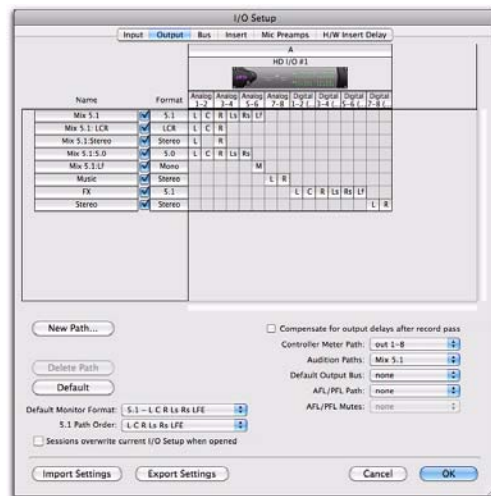 I/O Setup
Input Output Bus Insert Mic Preamps H/W Insert Delay
A
HD I/O #1
Name Format Analog 1-2 Analog 3-4 Analog 5-6 Analog 7-8 Digital 1-2 (... Digital 3-4 (... Digital 5-6 (... Digital 7-8 (...
Mix 5.1 5.1 L C R Ls Rs Lf
Mix 5.1: LCR LCR L C R
Mix 5.1:Stereo Stereo L R
Mix 5.1:5.0 5.0 L C R Ls Rs
Mix 5.1:Lf Mono M
Music Stereo L R
FX 5.1 L C R Ls Rs Lf
Stereo Stereo L R
New Path...
Compensate for output delays after record pass
Controller Meter Path: out 1-8
Delete Path
Audition Paths: Mix 5.1
Default
Default Output Bus: none
AFL/PFL Path: none
Default Monitor Format: 5.1 - L C R Ls Rs LFE
AFL/PFL Mutes: none
5.1 Path Order: L C R Ls Rs LFE
Sessions overwrite current I/O Setup when opened
Import Settings Export Settings Cancel OK